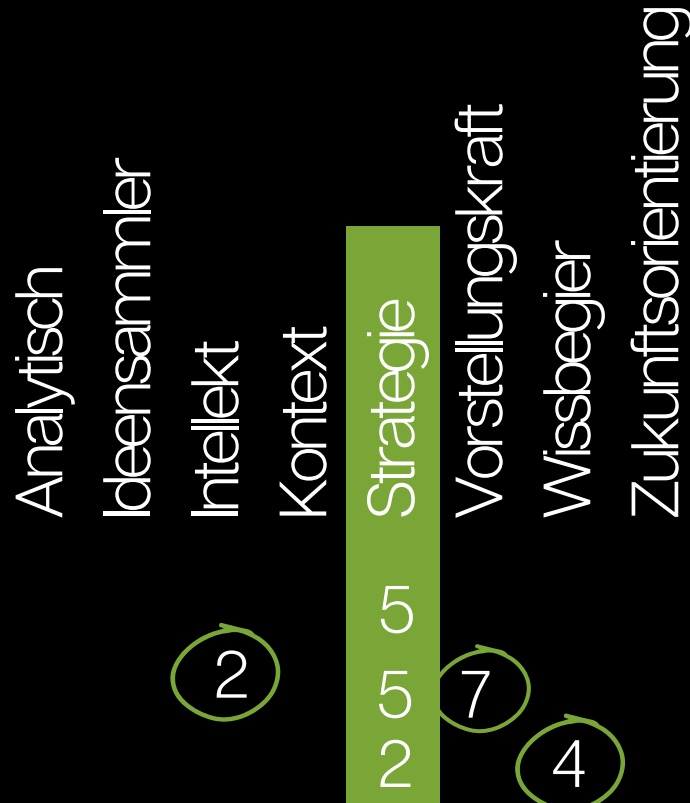 Analytisch
Ideensammler
Intellekt
Kontext
Strategie
Vorstellungskraft
Wissbegier
Zukunftsorientierung
5
2 5 7
2 4